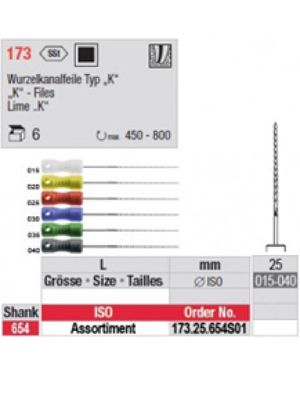 173 SSt
Wurzelkanalfeile Typ „K“
„K“ - Files
Lime „K“
6 max. 450 - 800
015
020
025
030
035
040
L mm 25
Grösse • Size • Tailles Ø ISO 015-040
Shank ISO Order No.
654 Assortiment 173.25.654S01